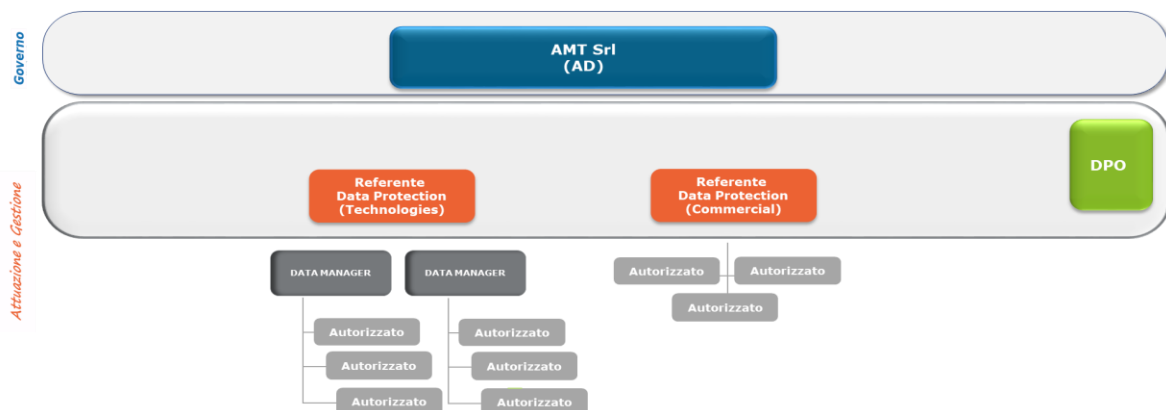 Governo
AMT Srl
(AD)
Attuazione e Gestione
DPO
Referente
Data Protection
(Technologies)
Referente
Data Protection
(Commercial)
DATA MANAGER
DATA MANAGER
Autorizzato
Autorizzato
Autorizzato
Autorizzato
Autorizzato
Autorizzato
Autorizzato
Autorizzato
Autorizzato